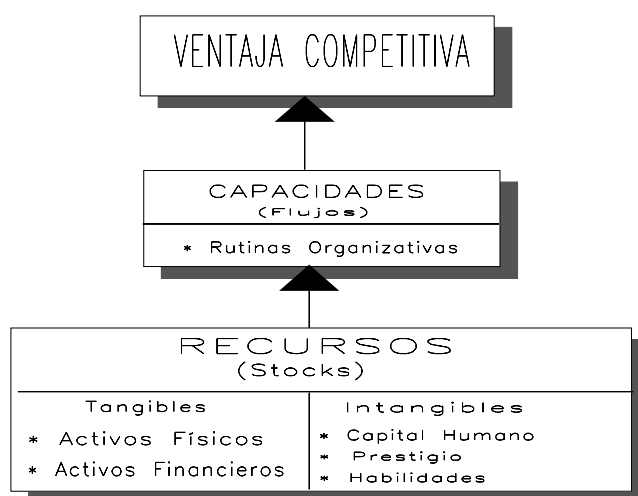 VENTAJA COMPETITIVA
CAPACIDADES
(Flujos)
* Rutinas Organizativas
RECURSOS
(Stocks)
Tangibles
* Activos Físicos
* Activos Financieros
Intangibles
* Capital Humano
* Prestigio
* Habilidades